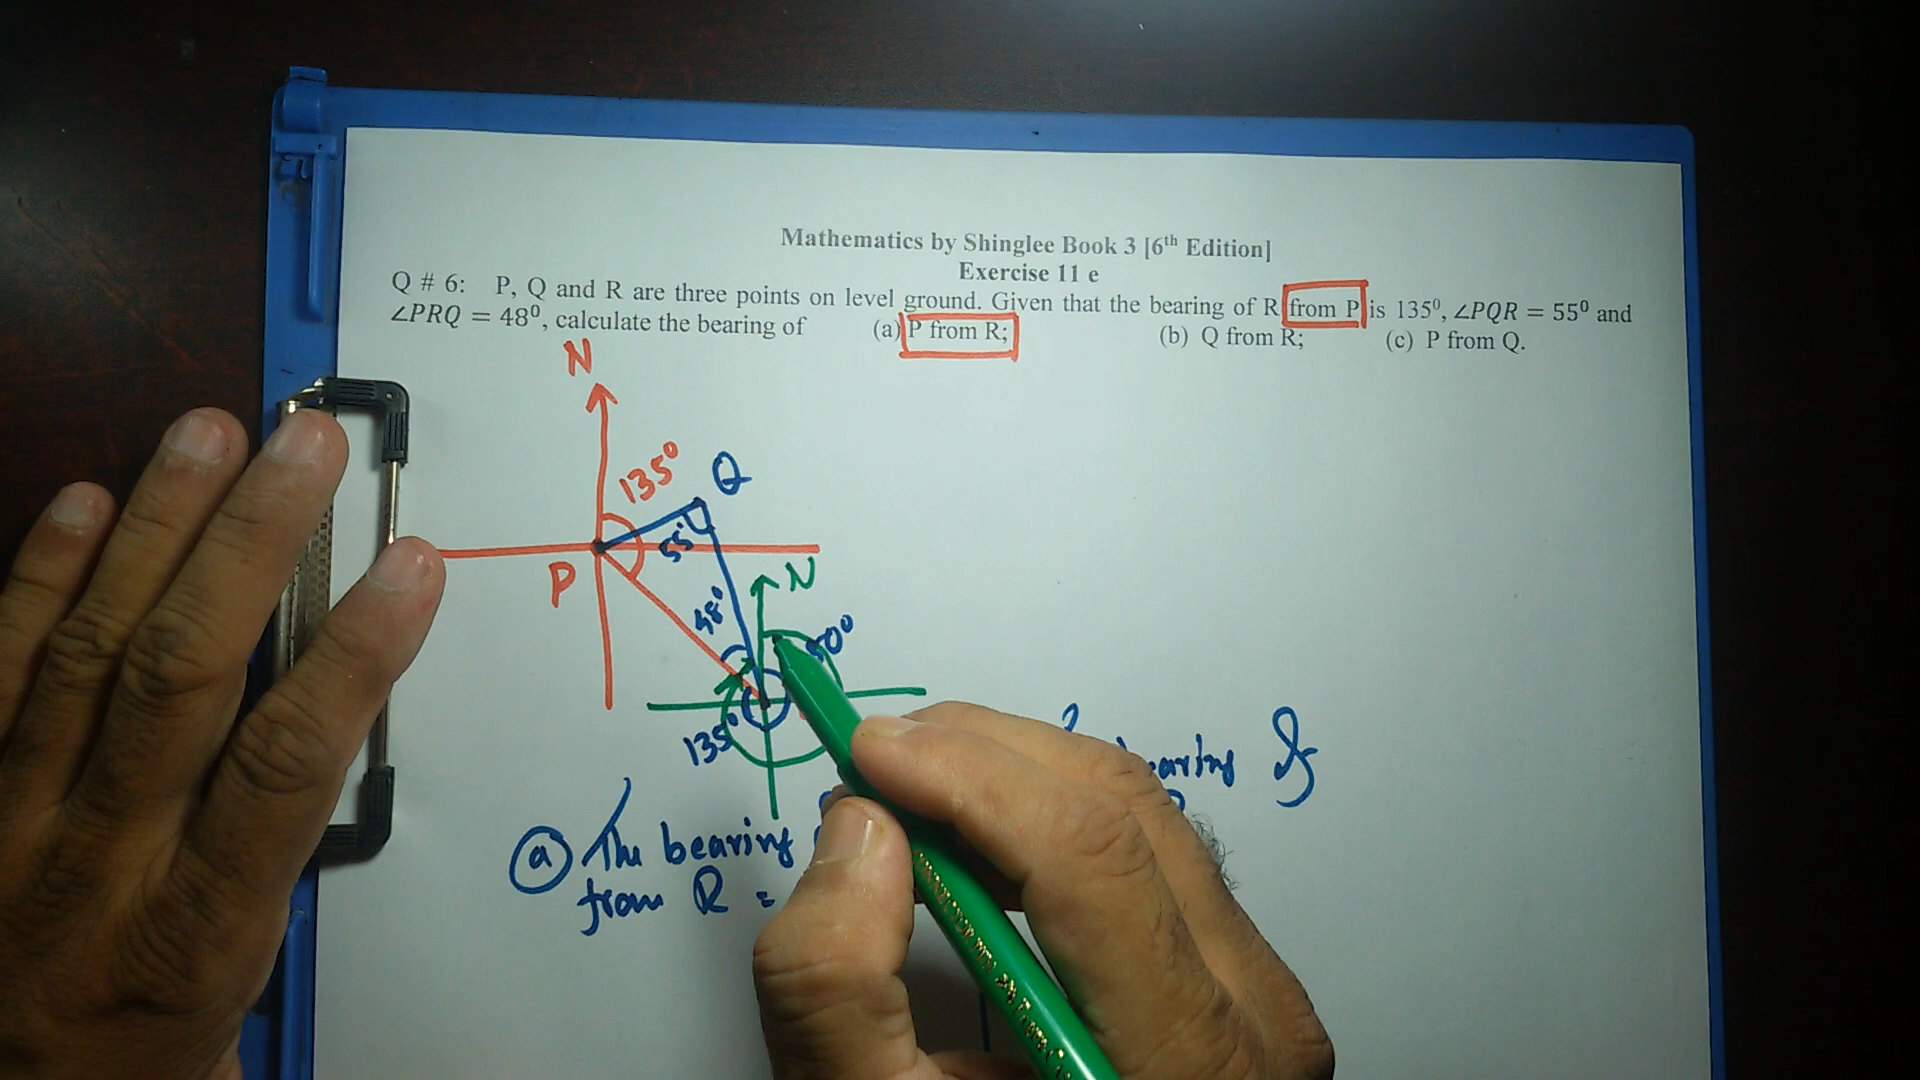 Mathematics by Shinglee Book 3 [6th Edition]
Exercise 11 e
Q # 6: P, Q and R are three points on level ground. Given that the bearing of R from P is 135⁰, ∠PQR = 55⁰ and
∠PRQ = 48⁰, calculate the bearing of (a) P from R; (b) Q from R; (c) P from Q.
N
135⁰
Q
55
P
N
48⁰
135⁰
(a) The bearing
from R =